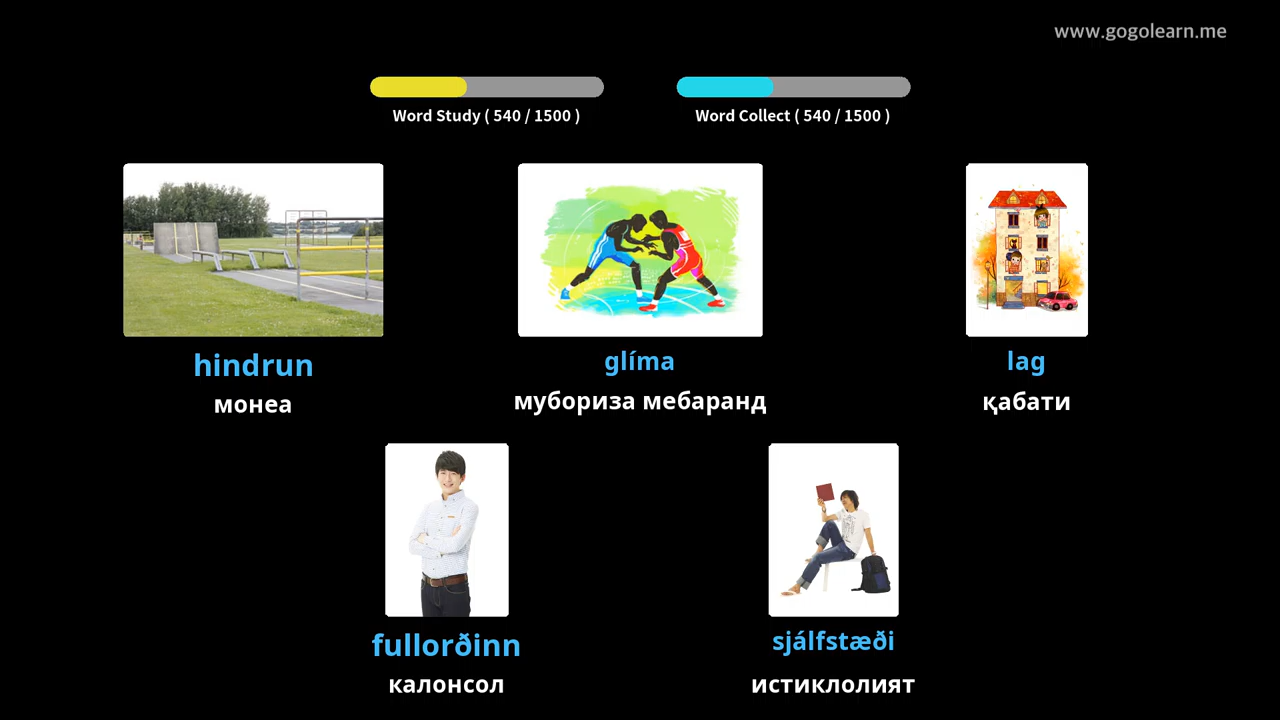 www.gogolearn.me
Word Study ( 540 / 1500 )
Word Collect ( 540 / 1500 )
hindrun
монеа
glíma
мубориза мебаранд
lag
қабати
fullorðinn
калонсол
sjálfstæði
истиклолият